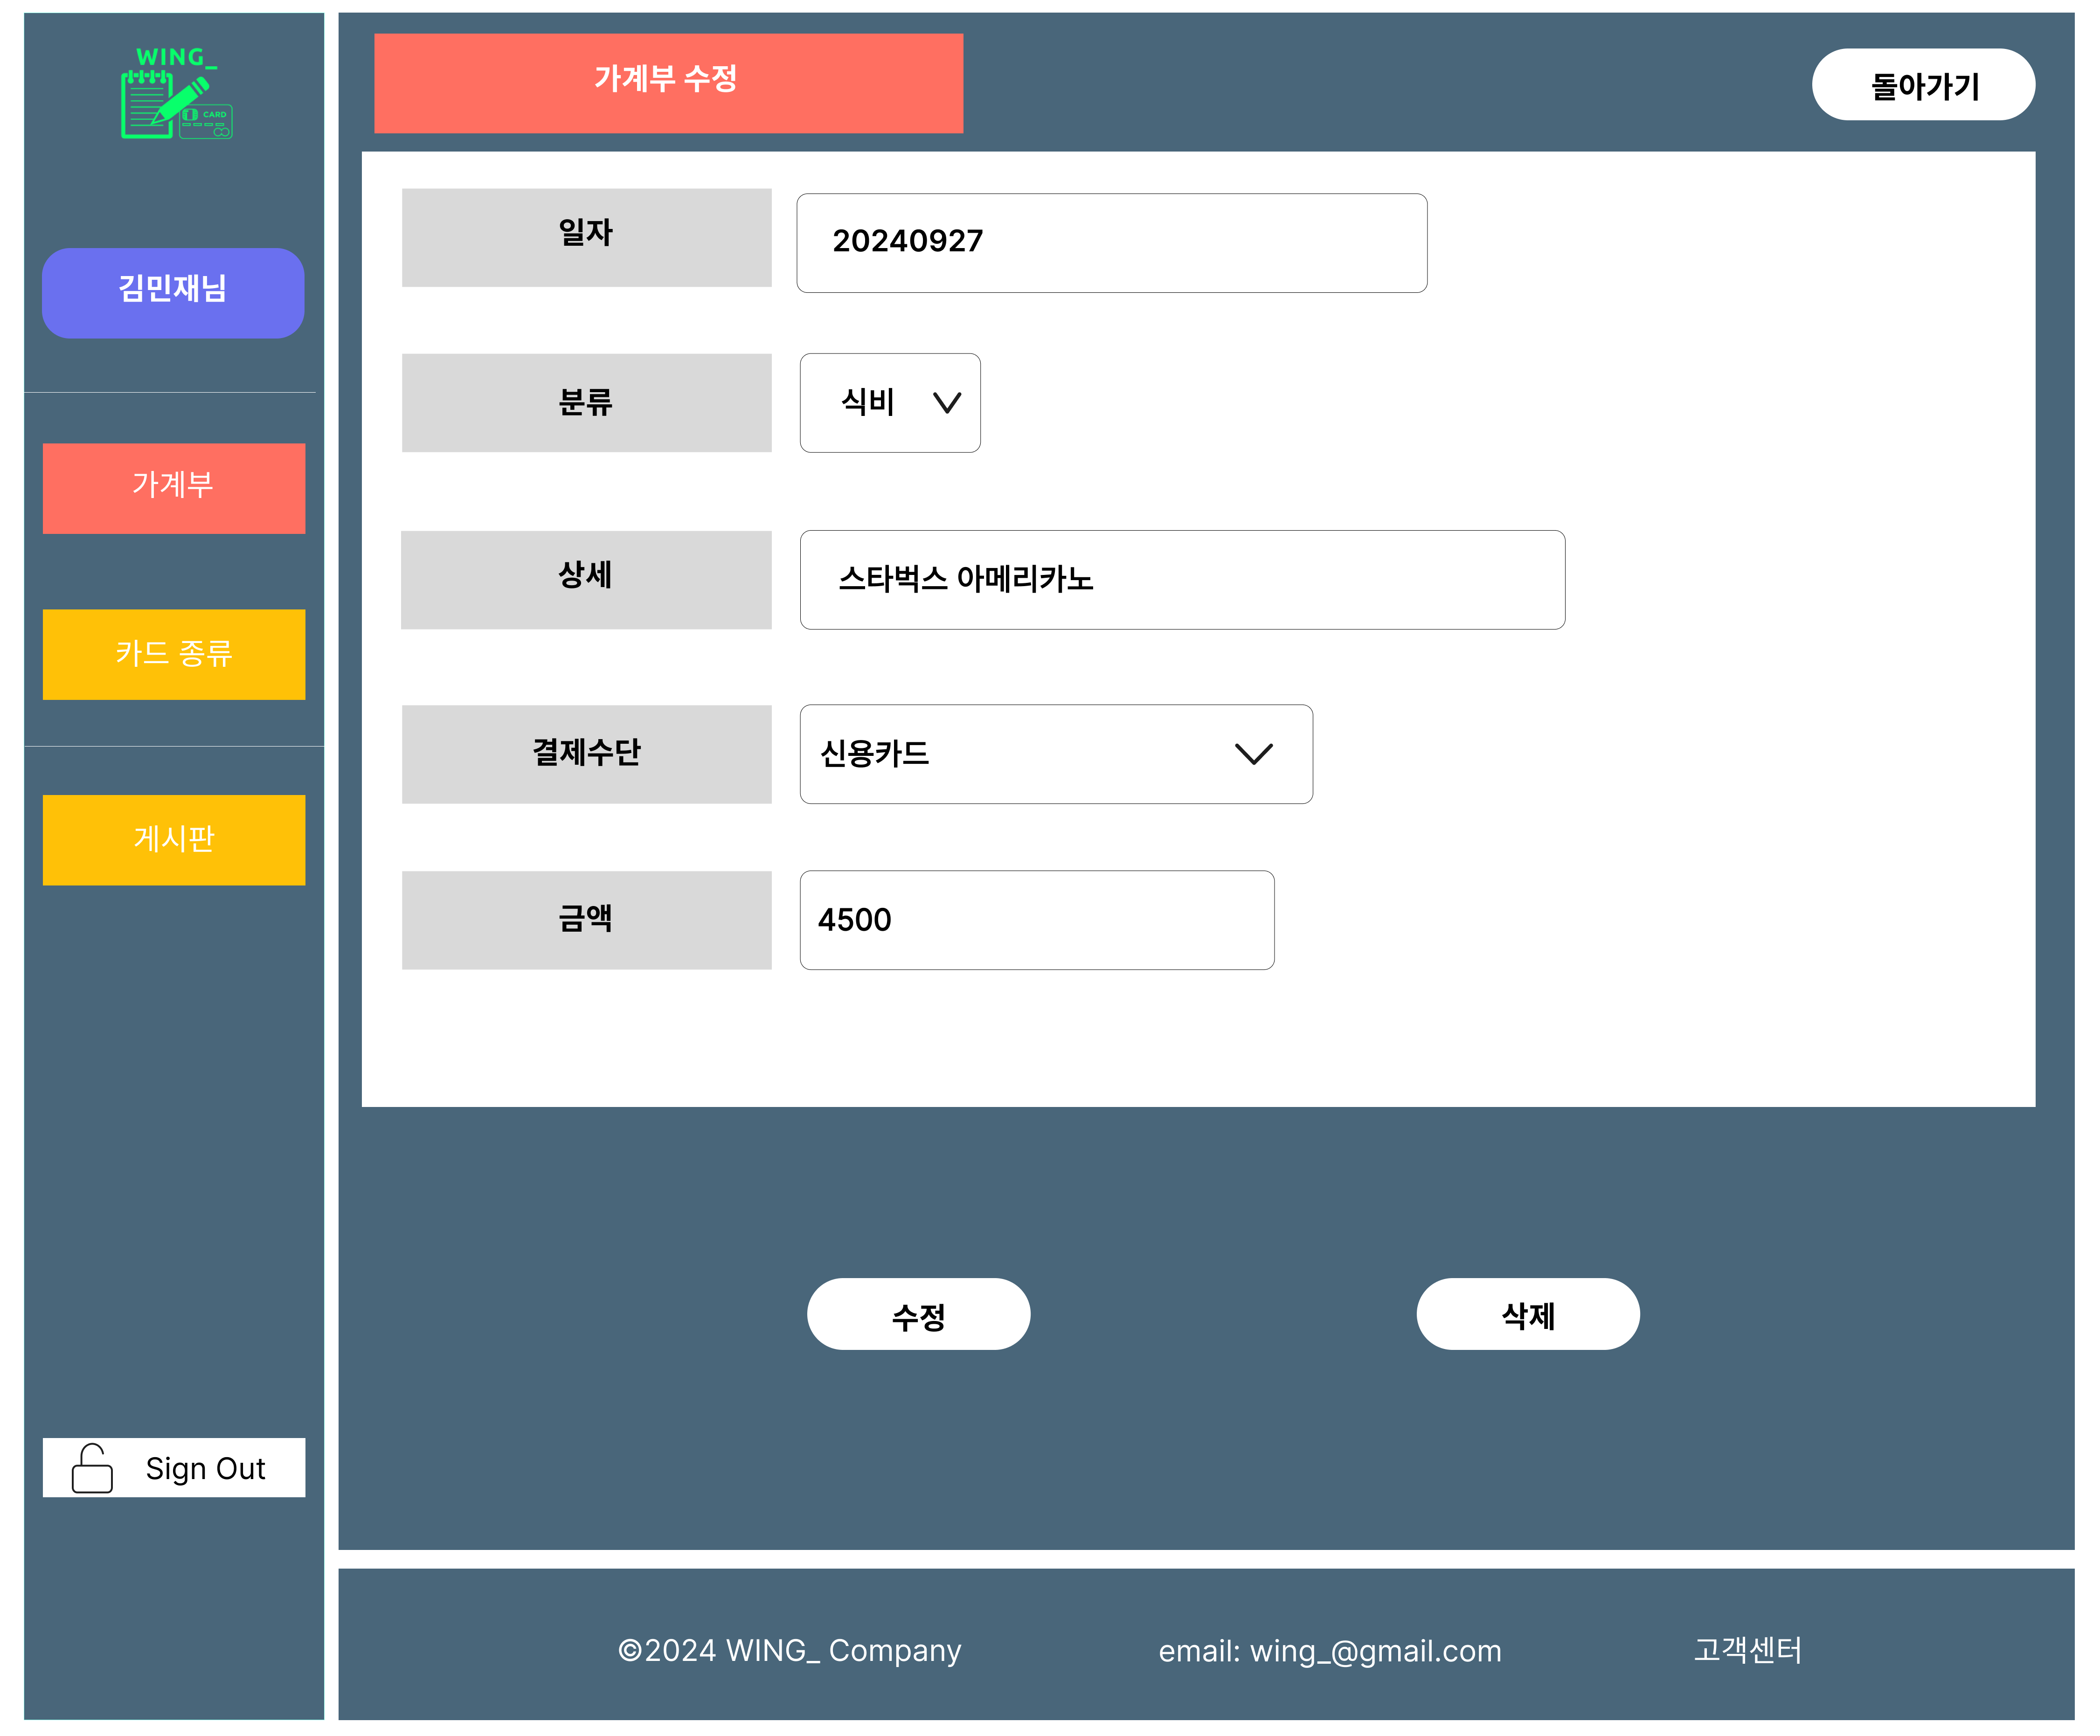 WING_
CARD
김민재님
가계부
카드 종류
게시판
Sign Out
가계부 수정
돌아가기
일자
20240927
분류
식비
상세
스타벅스 아메리카노
결제수단
신용카드
금액
4500
수정
삭제
©2024 WING_ Company
email: wing_@gmail.com
고객센터